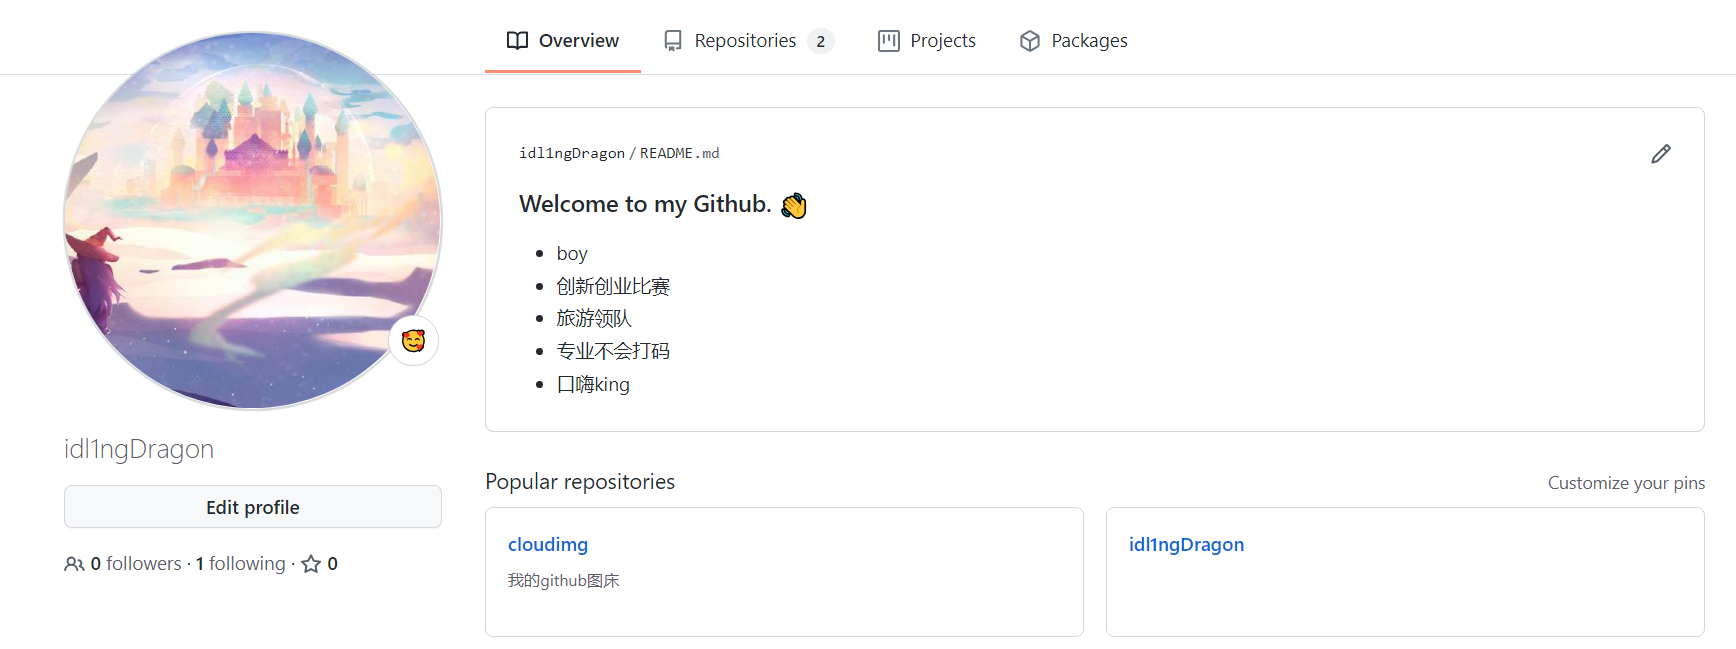 Overview Repositories 2 Projects Packages
idl1ngDragon/README.md
Welcome to my Github. 👋
boy
创新创业比赛
旅游领队
专业不会打码
口嗨king
idl1ngDragon
Edit profile
0 followers · 1 following · 0
Popular repositories
Customize your pins
cloudimg
我的github图床
idl1ngDragon